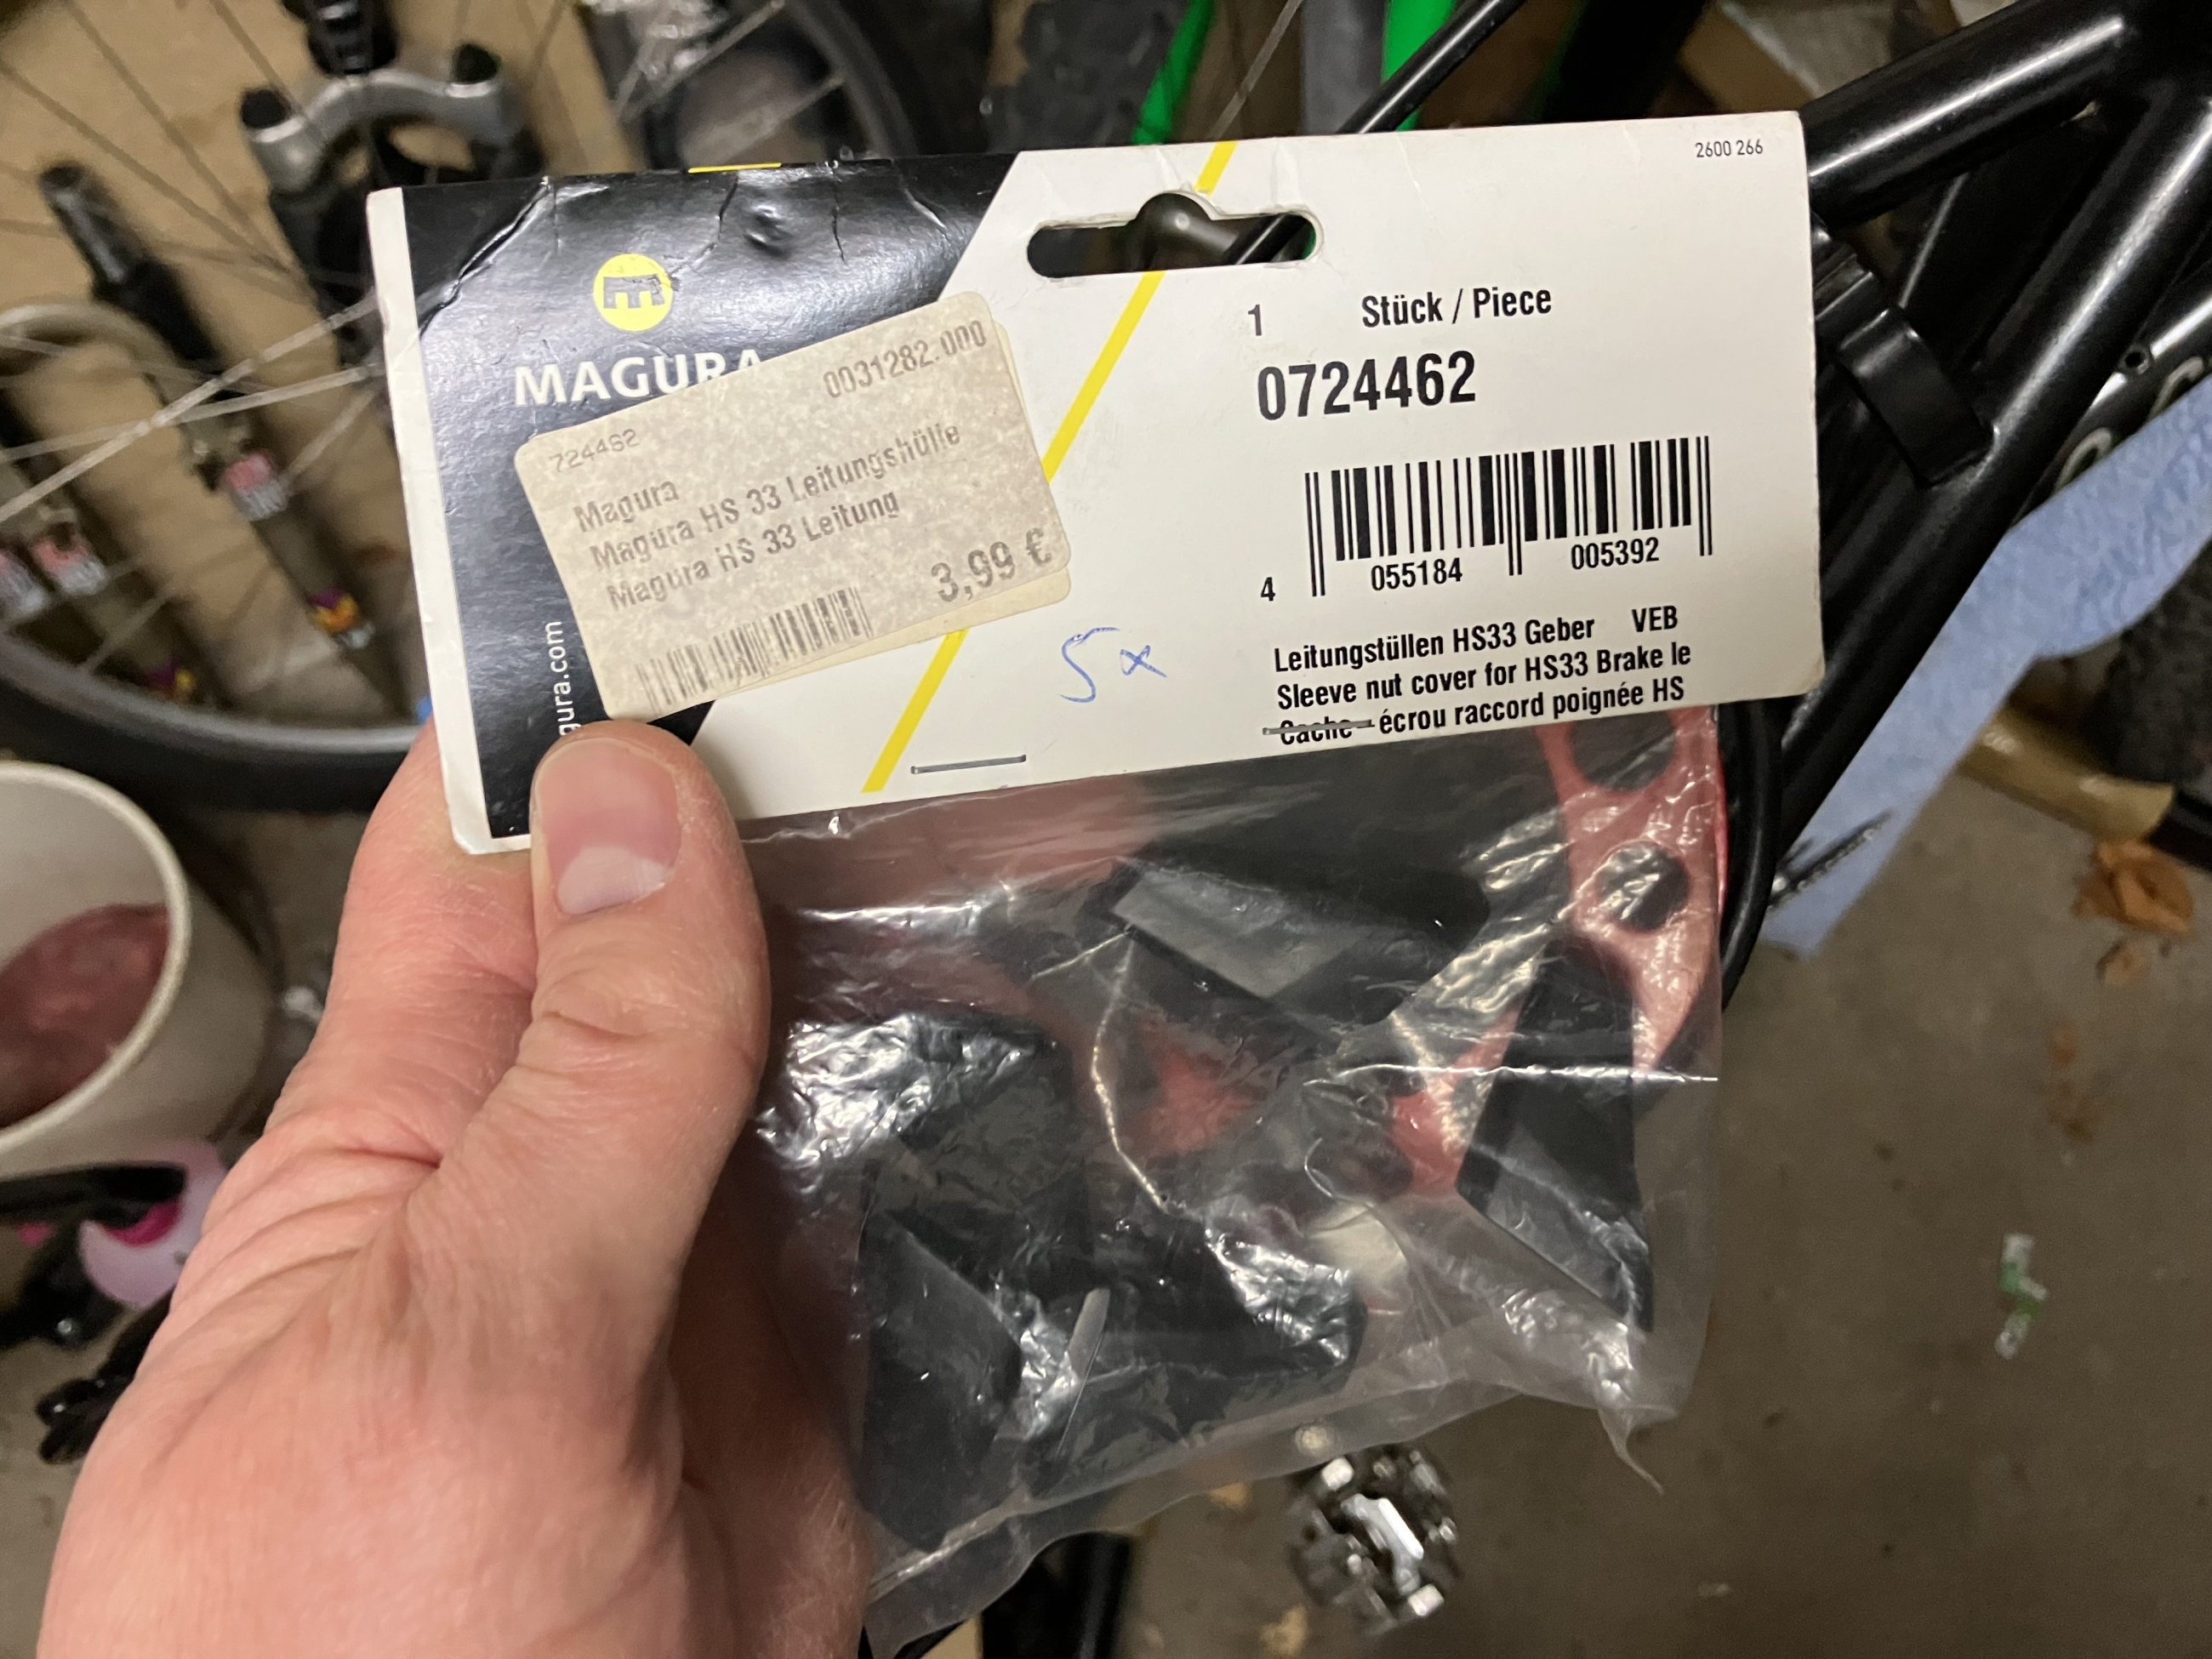 2600 266
MAGURA
0031282.000
724462
Magura
Magura HS 33 Leitungshülle
Magura HS 33 Leitung
3,99 €
gura.com
5x
1 Stück / Piece
0724462
4 055184 005392
Leitungstüllen HS33 Geber VEB
Sleeve nut cover for HS33 Brake le
Cache-écrou raccord poignée HS